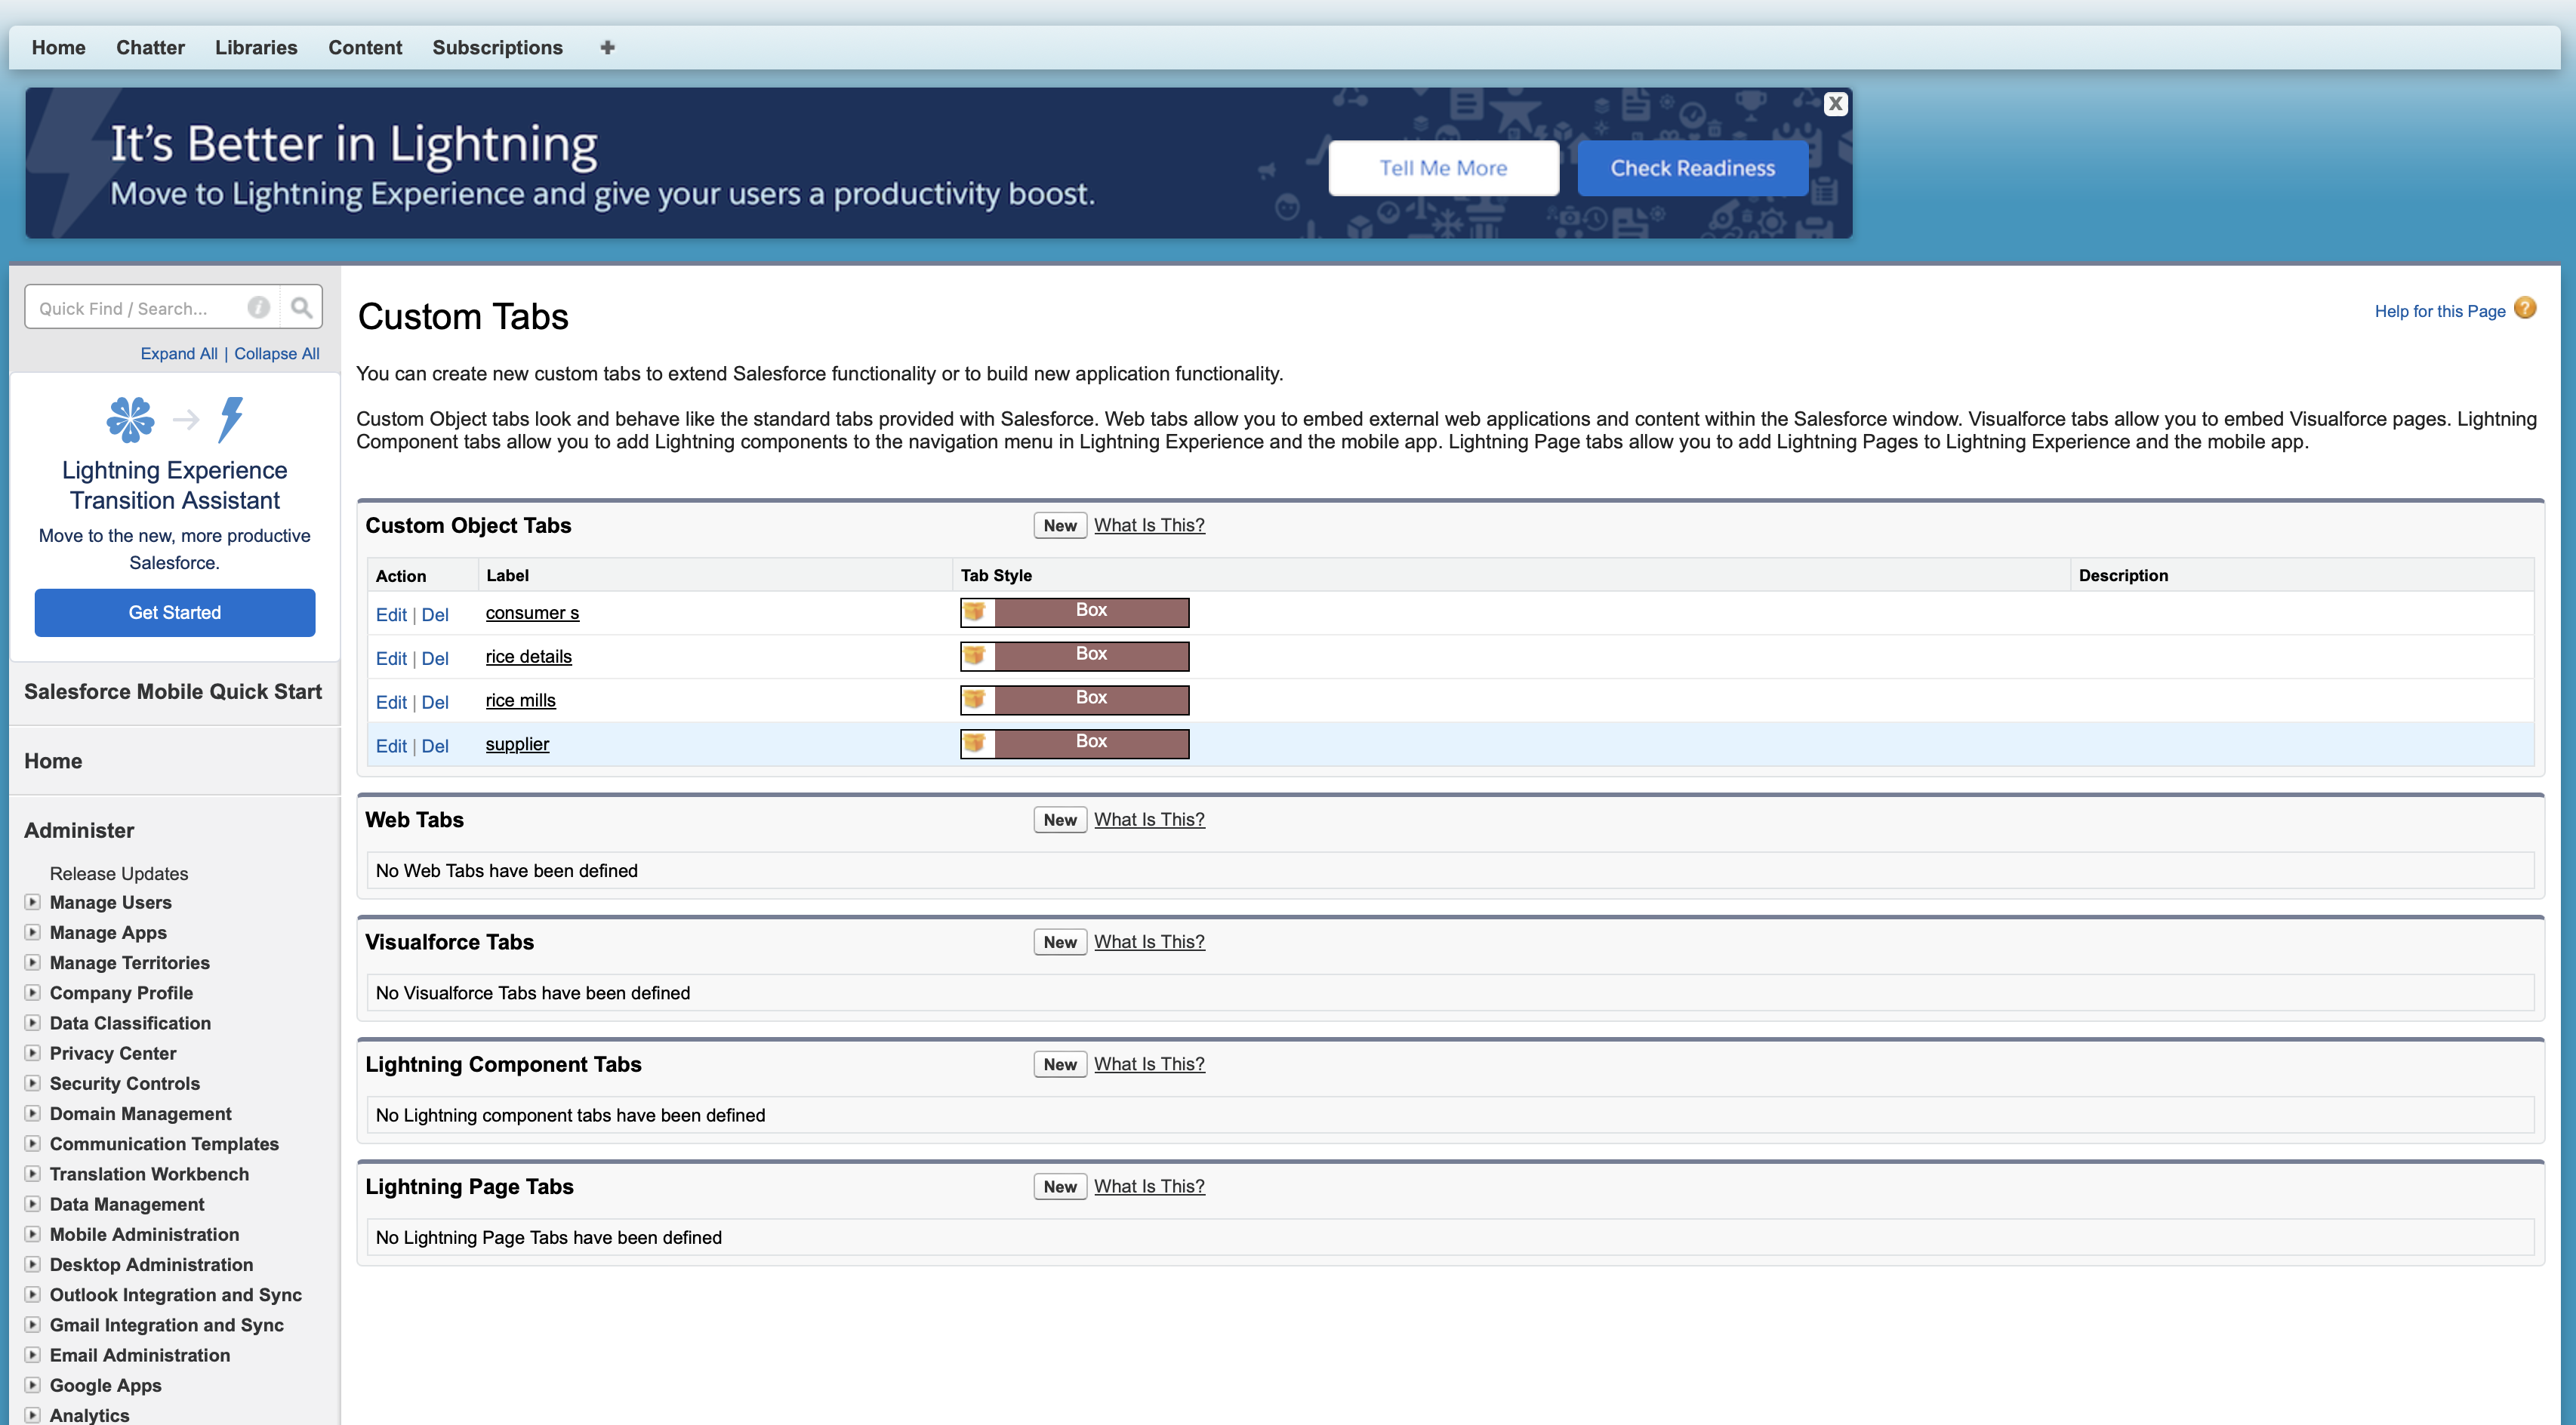 Home Chatter Libraries Content Subscriptions
X
It's Better in Lightning
Move to Lightning Experience and give your users a productivity boost.
Tell Me More Check Readiness
Quick Find / Search...
Expand All | Collapse All
Lightning Experience
Transition Assistant
Move to the new, more productive
Salesforce.
Get Started
Salesforce Mobile Quick Start
Home
Administer
Release Updates
Manage Users
Manage Apps
Manage Territories
Company Profile
Data Classification
Privacy Center
Security Controls
Domain Management
Communication Templates
Translation Workbench
Data Management
Mobile Administration
Desktop Administration
Outlook Integration and Sync
Gmail Integration and Sync
Email Administration
Google Apps
Analytics
Custom Tabs
Help for this Page ?
You can create new custom tabs to extend Salesforce functionality or to build new application functionality.
Custom Object tabs look and behave like the standard tabs provided with Salesforce. Web tabs allow you to embed external web applications and content within the Salesforce window. Visualforce tabs allow you to embed Visualforce pages. Lightning
Component tabs allow you to add Lightning components to the navigation menu in Lightning Experience and the mobile app. Lightning Page tabs allow you to add Lightning Pages to Lightning Experience and the mobile app.
Custom Object Tabs New What Is This?
Action Label Tab Style Description
Edit | Del consumer s Box
Edit | Del rice details Box
Edit | Del rice mills Box
Edit | Del supplier Box
Web Tabs New What Is This?
No Web Tabs have been defined
Visualforce Tabs New What Is This?
No Visualforce Tabs have been defined
Lightning Component Tabs New What Is This?
No Lightning component tabs have been defined
Lightning Page Tabs New What Is This?
No Lightning Page Tabs have been defined